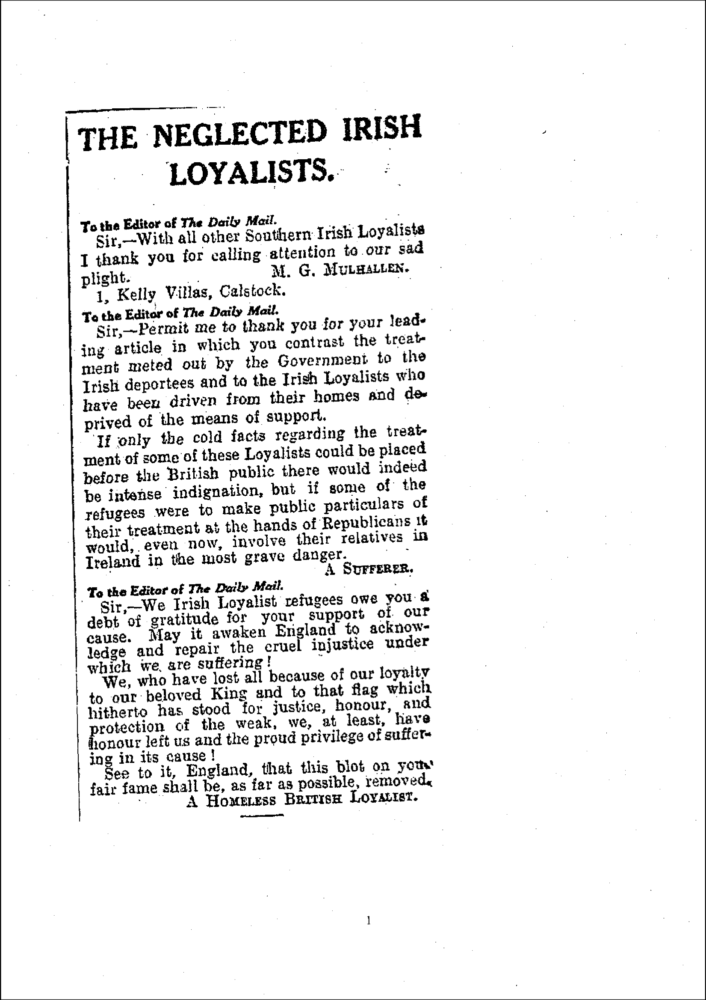 THE NEGLECTED IRISH
LOYALISTS.
To the Editor of The Daily Mail.
Sir,—With all other Southern Irish Loyalists
I thank you for calling attention to our sad
plight. M. G. MULHALLEN.
1, Kelly Villas, Calstock.
To the Editor of The Daily Mail.
Sir,—Permit me to thank you for your lead-
ing article in which you contrast the treat-
ment meted out by the Government to the
Irish deportees and to the Irish Loyalists who
have been driven from their homes and de-
prived of the means of support.
If only the cold facts regarding the treat-
ment of some of these Loyalists could be placed
before the British public there would indeed
be intense indignation, but if some of the
refugees were to make public particulars of
their treatment at the hands of Republicans it
would, even now, involve their relatives in
Ireland in the most grave danger.
A SUFFERER.
To the Editor of The Daily Mail.
Sir,—We Irish Loyalist refugees owe you a
debt of gratitude for your support of our
cause. May it awaken England to acknow-
ledge and repair the cruel injustice under
which we are suffering!
We, who have lost all because of our loyalty
to our beloved King and to that flag which
hitherto has stood for justice, honour, and
protection of the weak, we, at least, have
honour left us and the proud privilege of suffer-
ing in its cause!
See to it, England, that this blot on your
fair fame shall be, as far as possible, removed.
A HOMELESS BRITISH LOYALIST.
1